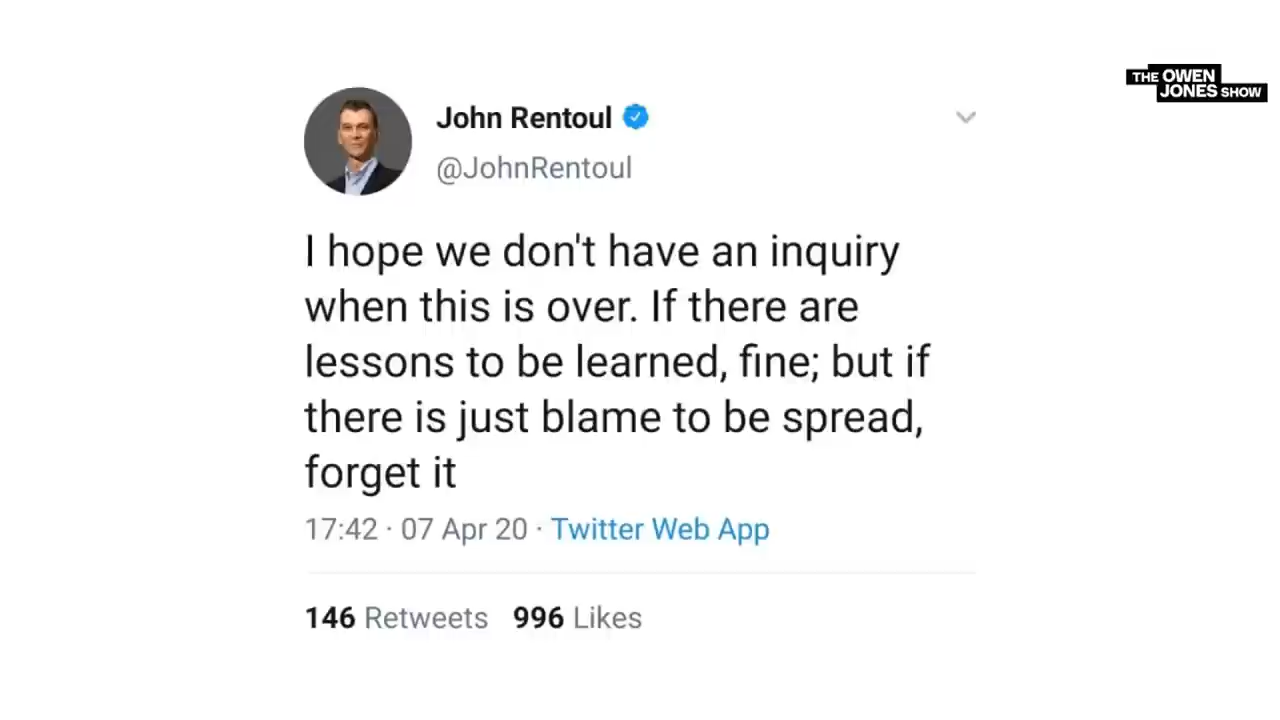 THE OWEN
JONES SHOW
John Rentoul
@JohnRentoul
I hope we don't have an inquiry
when this is over. If there are
lessons to be learned, fine; but if
there is just blame to be spread,
forget it
17:42 · 07 Apr 20 · Twitter Web App
146 Retweets 996 Likes